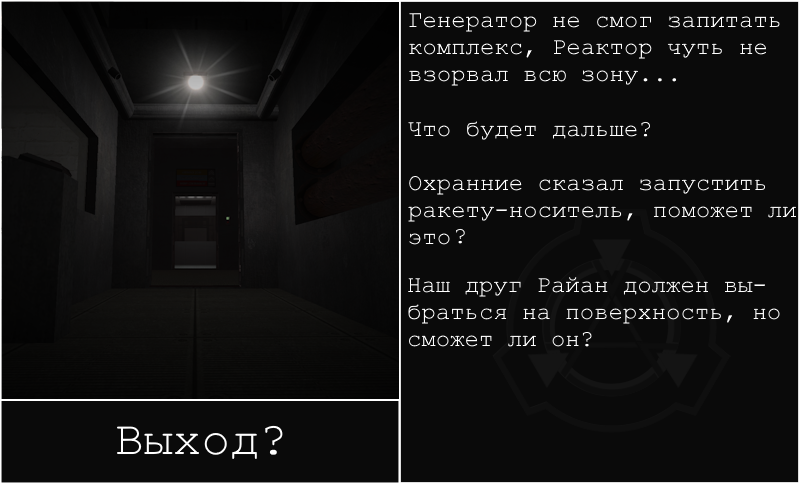 Генератор не смог запитать
комплекс, Реактор чуть не
взорвал всю зону...
Что будет дальше?
Охранние сказал запустить
ракету-носитель, поможет ли
это?
Наш друг Райан должен вы-
браться на поверхность, но
сможет ли он?
Выход?